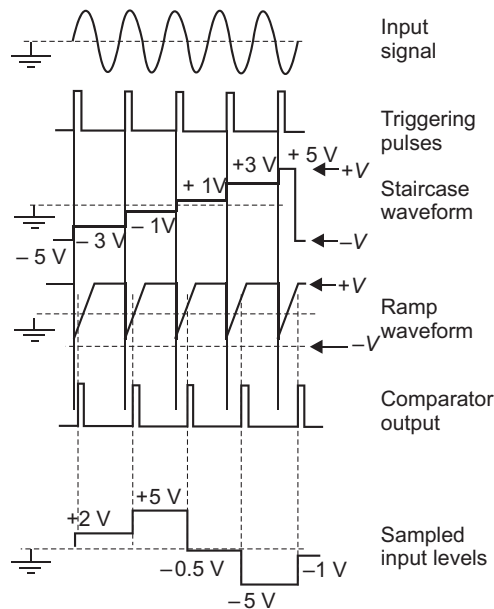 Input
signal
Triggering
pulses
+3 V
+ 5 V
+V
+ 1V
Staircase
waveform
– 1V
– 3 V
– 5 V
–V
+V
Ramp
waveform
–V
Comparator
output
+5 V
+2 V
Sampled
input levels
–0.5 V
–1 V
–5 V